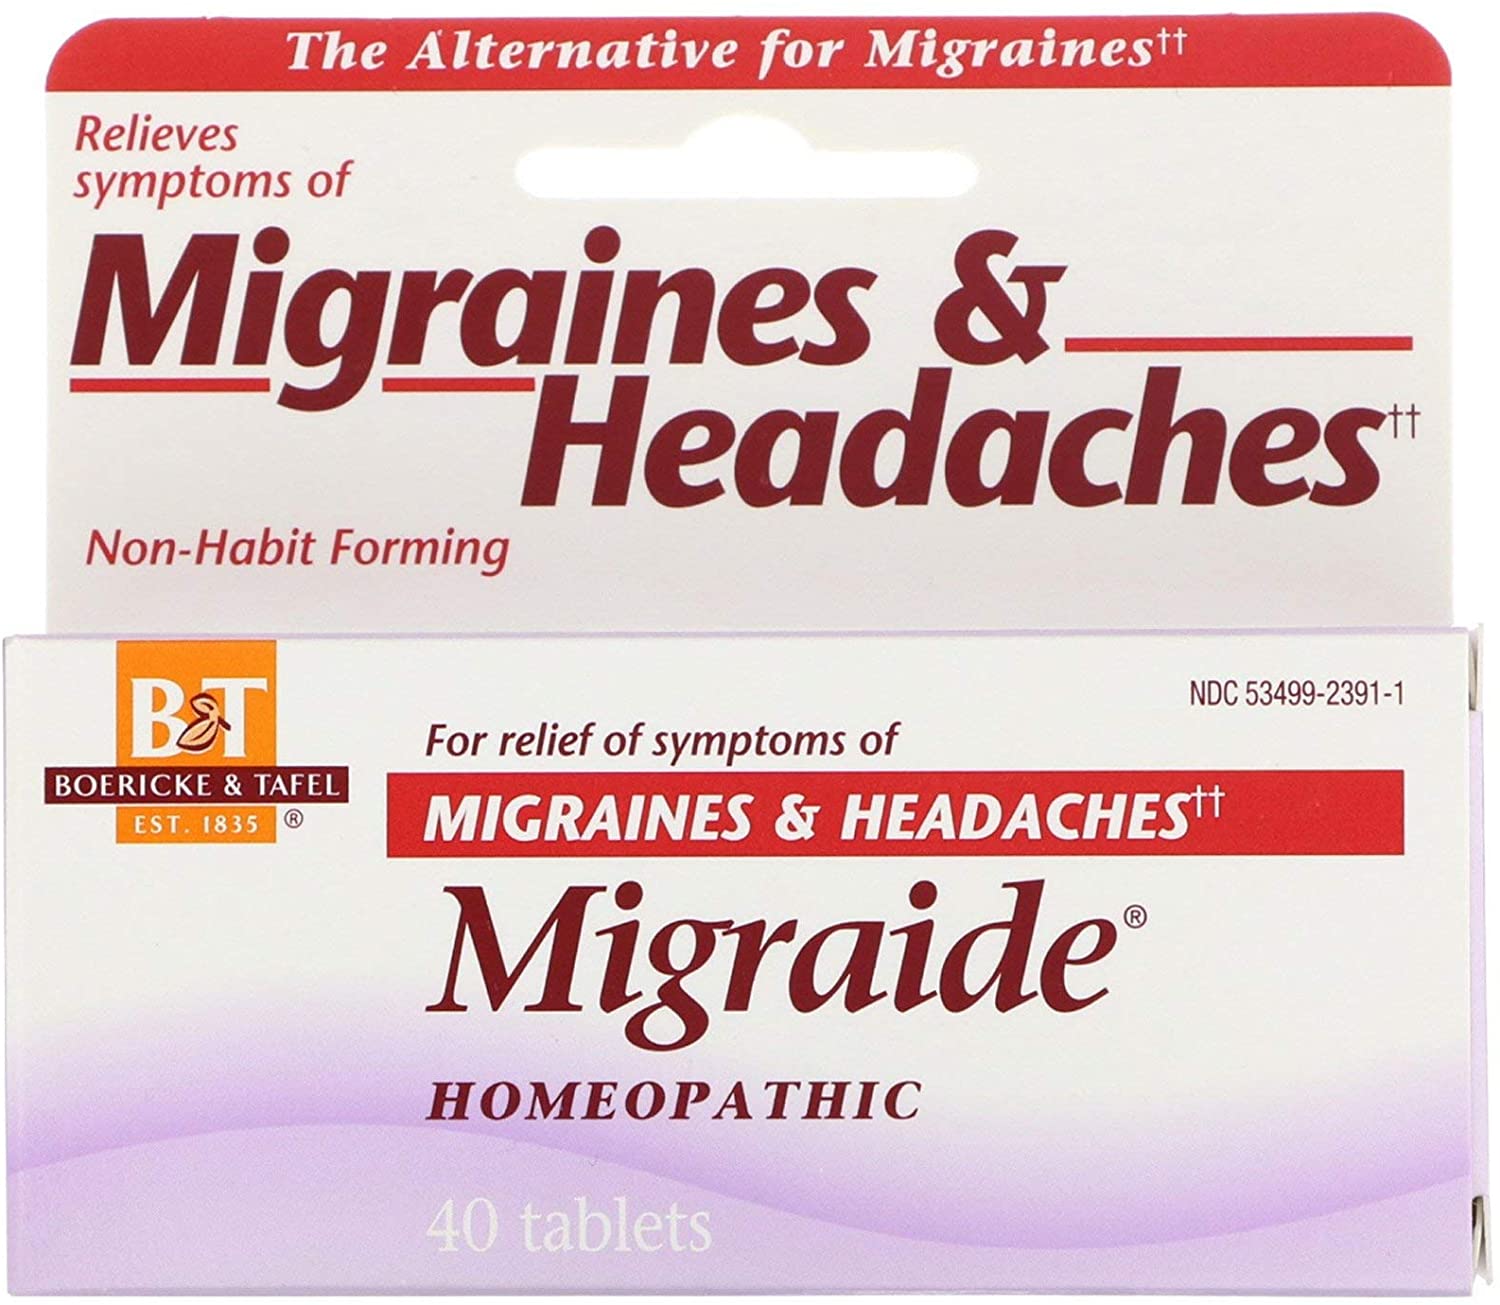 The Alternative for Migraines††
Relieves
symptoms of
Migraines &
Headaches††
Non-Habit Forming
B&T
BOERICKE & TAFEL
EST. 1835 ®
NDC 53499-2391-1
For relief of symptoms of
MIGRAINES & HEADACHES††
Migraide®
HOMEOPATHIC
40 tablets